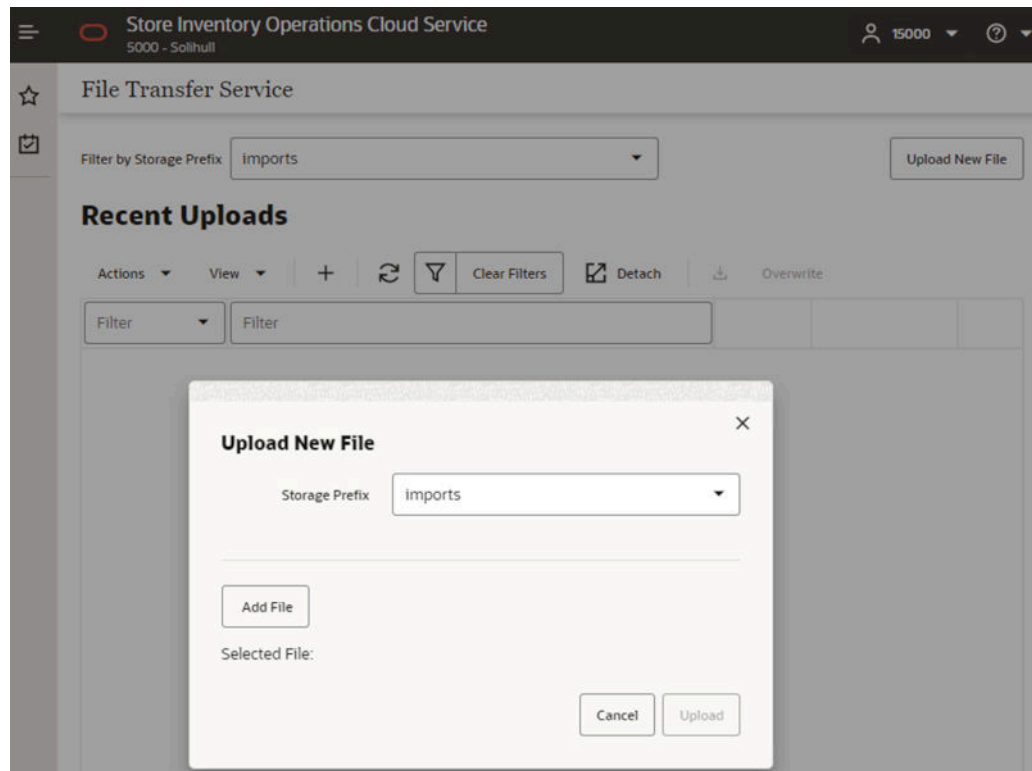 Store Inventory Operations Cloud Service
5000 - Solihull
15000
File Transfer Service
Filter by Storage Prefix imports
Upload New File
Recent Uploads
Actions View Clear Filters Detach Overwrite
Filter Filter
Upload New File
Storage Prefix imports
Add File
Selected File:
Cancel Upload